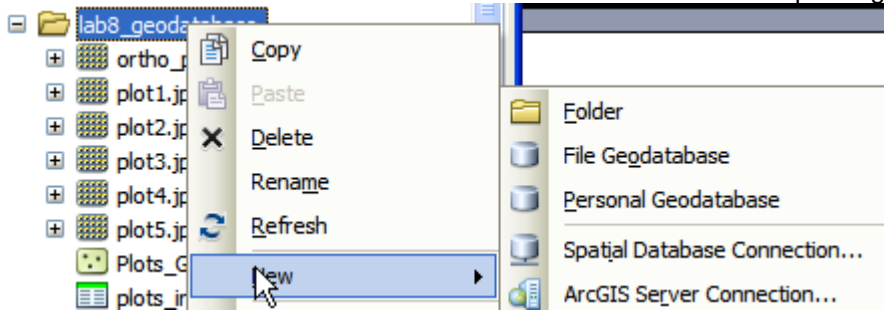 lab8_geodatabase
ortho_p
plot1.jp
plot2.jp
plot3.jp
plot4.jp
plot5.jp
Plots_G
plots_ir
Copy
Paste
Delete
Rename
Refresh
New
Folder
File Geodatabase
Personal Geodatabase
Spatial Database Connection...
ArcGIS Server Connection...